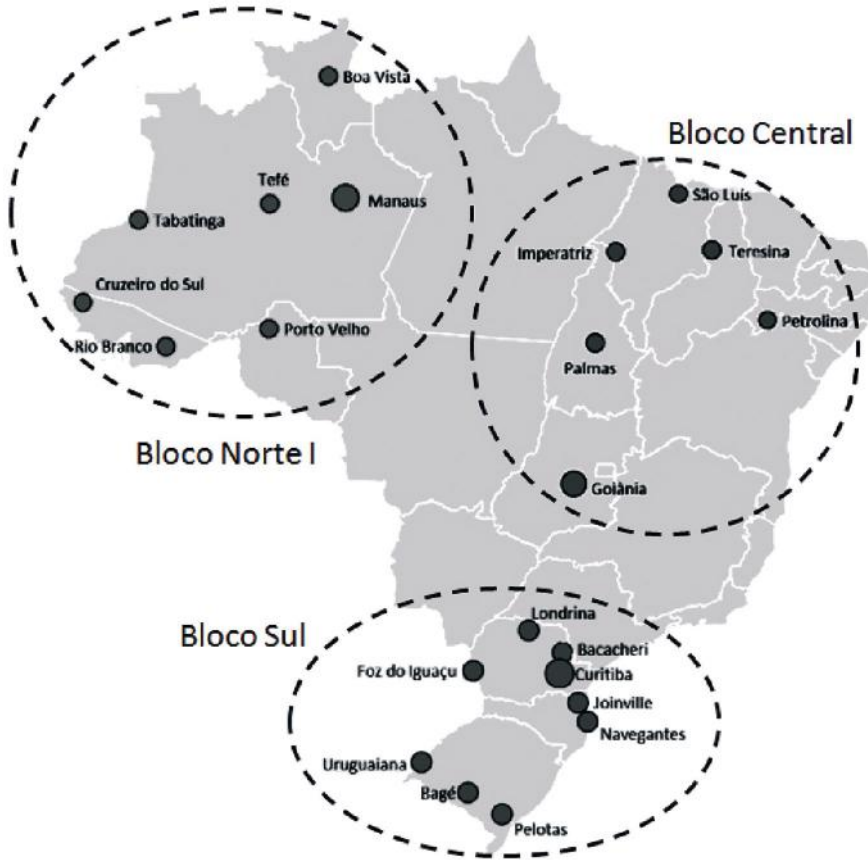 Boa Vista
Bloco Central
Tefé
Manaus
São Luís
Tabatinga
Imperatriz
Teresina
Cruzeiro do Sul
Petrolina
Porto Velho
Rio Branco
Palmas
Bloco Norte I
Goiânia
Londrina
Bloco Sul
Bacacheri
Foz do Iguaçu
Curitiba
Joinville
Navegantes
Uruguaiana
Bagé
Pelotas